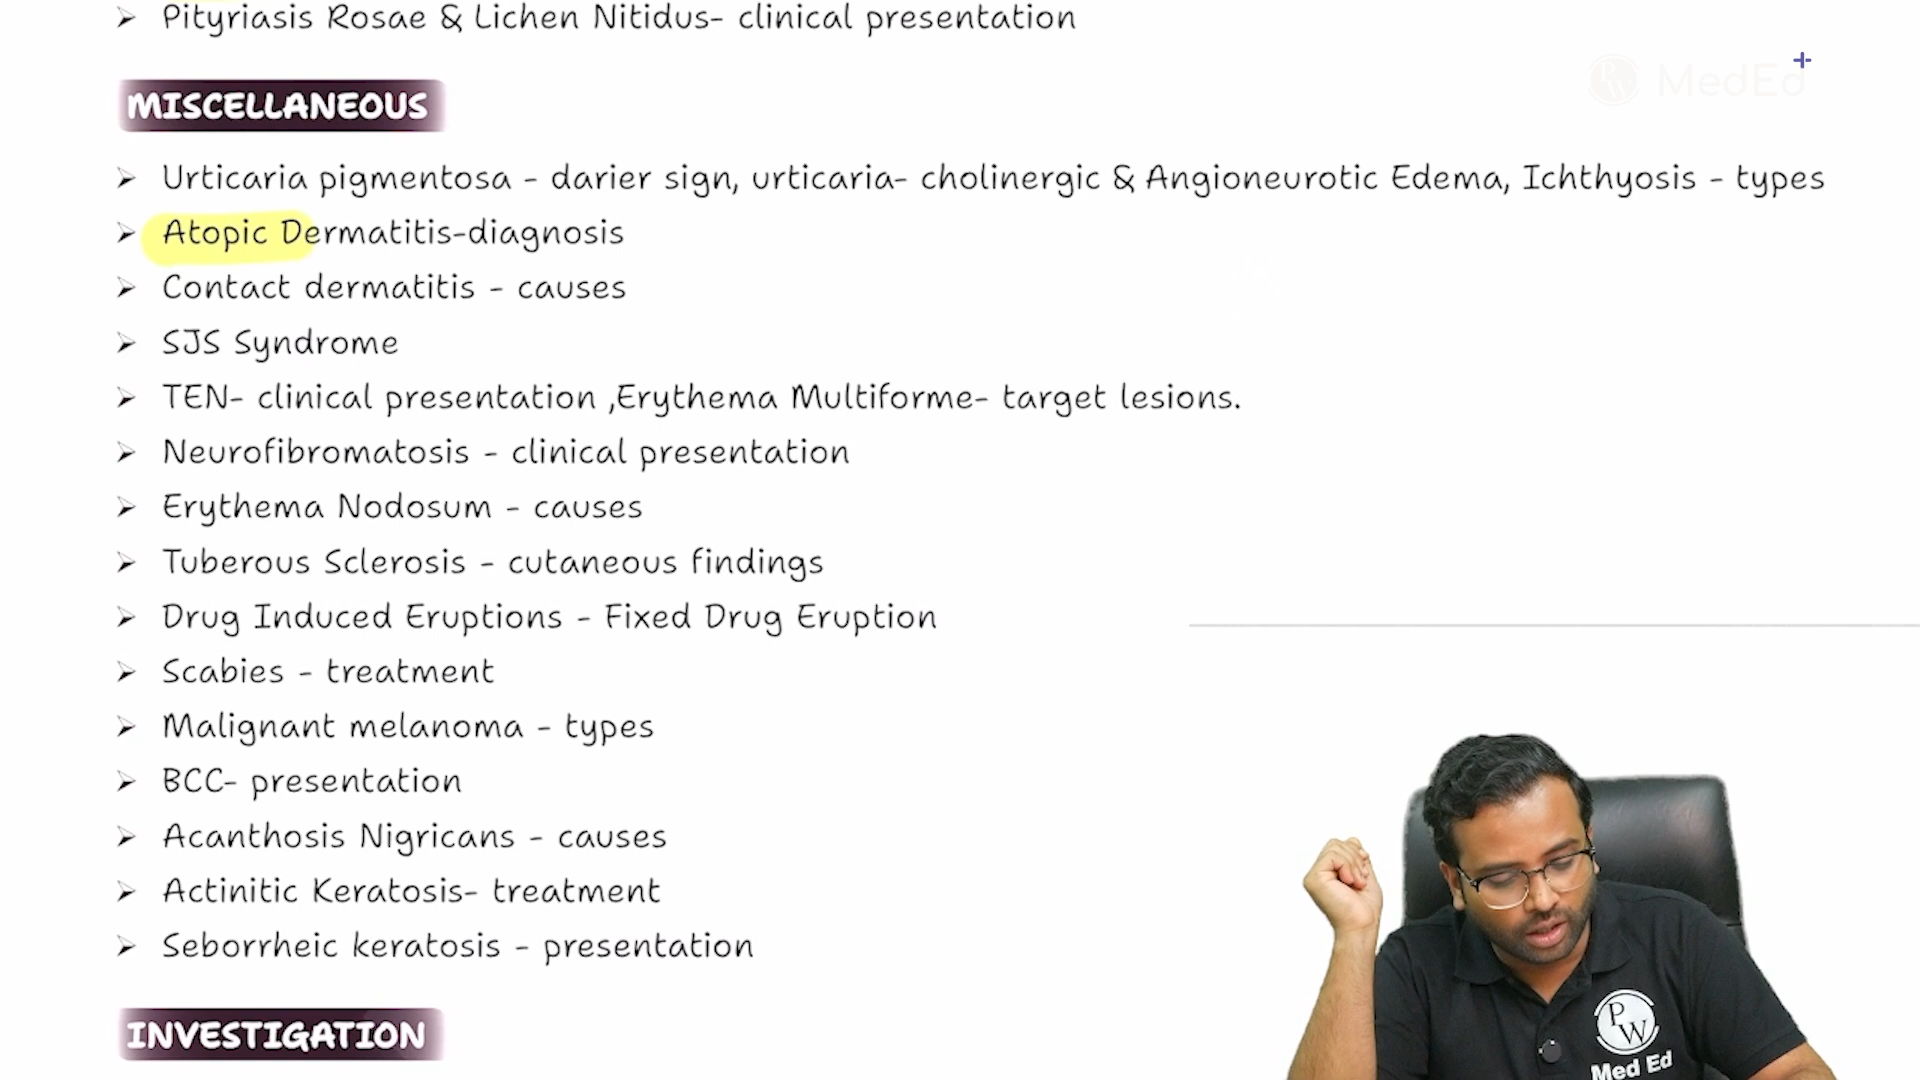 Pityriasis Rosae & Lichen Nitidus- clinical presentation
PW MedEd
MISCELLANEOUS
Urticaria pigmentosa - darier sign, urticaria- cholinergic & Angioneurotic Edema, Ichthyosis - types
Atopic Dermatitis-diagnosis
Contact dermatitis - causes
SJS Syndrome
TEN- clinical presentation ,Erythema Multiforme- target lesions.
Neurofibromatosis - clinical presentation
Erythema Nodosum - causes
Tuberous Sclerosis - cutaneous findings
Drug Induced Eruptions - Fixed Drug Eruption
Scabies - treatment
Malignant melanoma - types
BCC- presentation
Acanthosis Nigricans - causes
Actinitic Keratosis- treatment
Seborrheic keratosis - presentation
INVESTIGATION
PW
Med Ed